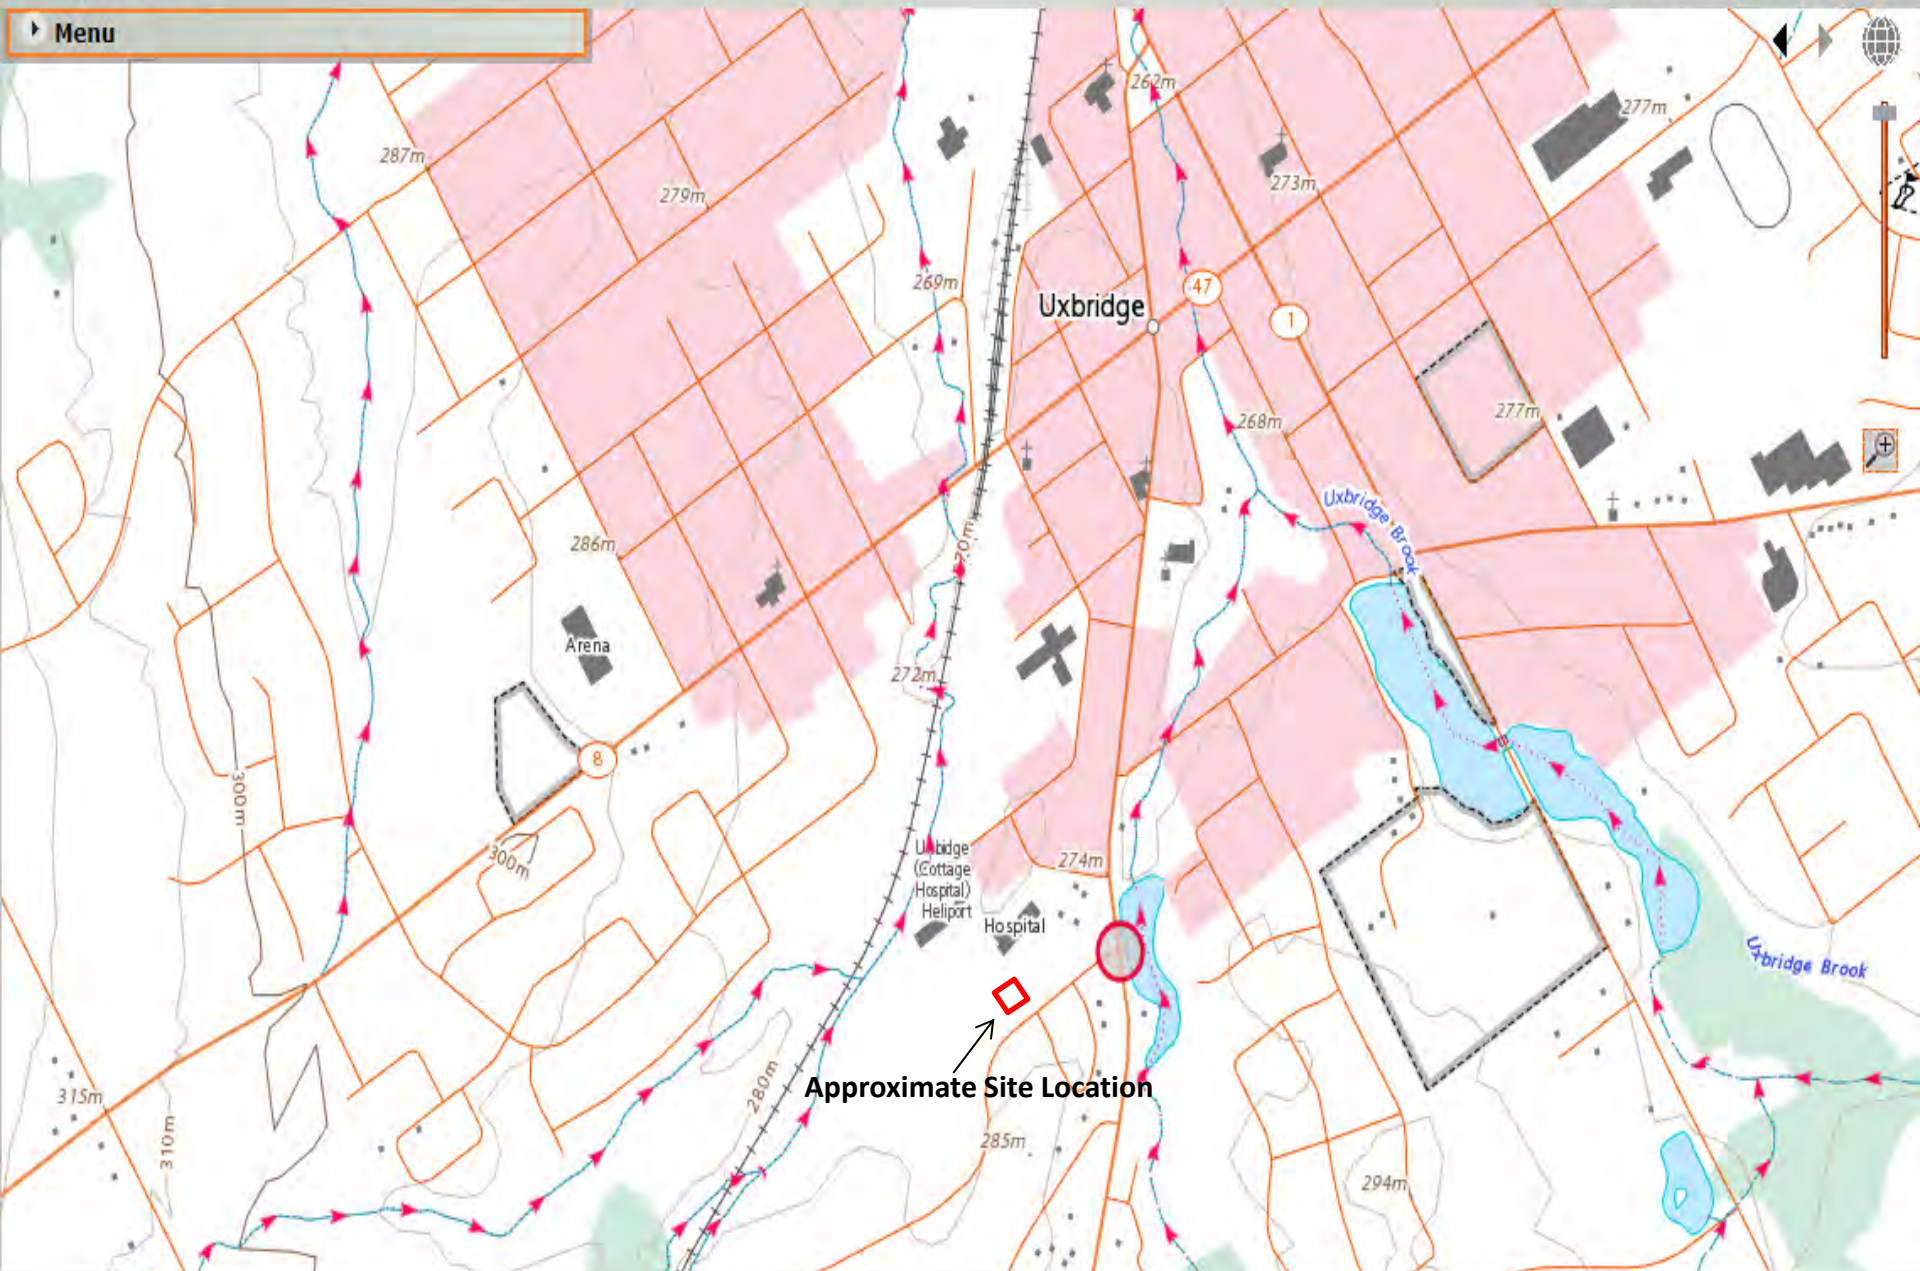 Menu
262m
277m
287m
279m
273m
269m
47
Uxbridge
1
277m
268m
Uxbridge Brook
286m
Arena
272m
8
300m
300m
274m
(Cottage
Hospital)
Heliport
Hospital
Uxbridge Brook
280m
Approximate Site Location
315m
310m
285m
294m